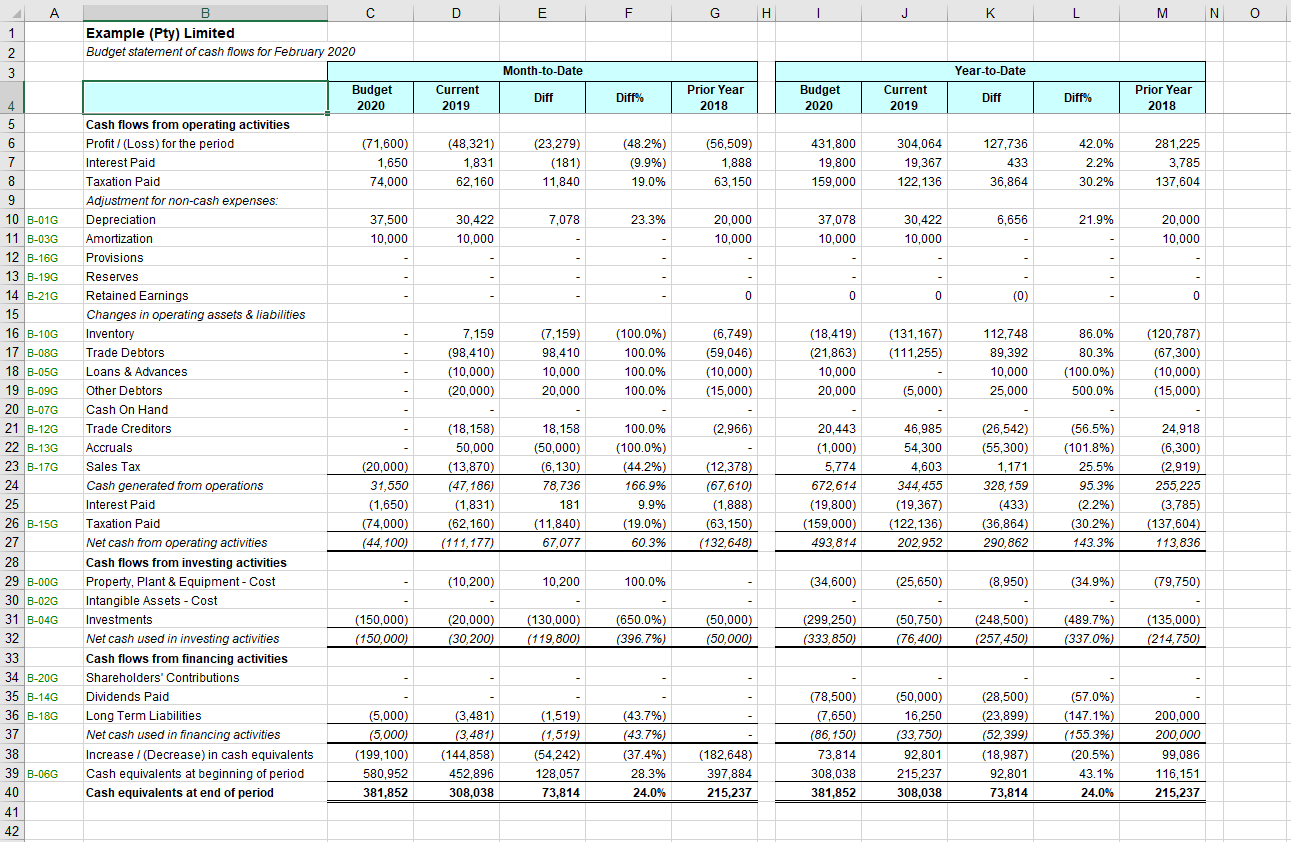 A B C D E F G H I J K L M N O
1 Example (Pty) Limited
2 Budget statement of cash flows for February 2020
3 Month-to-Date Year-to-Date
4 Budget 2020 Current 2019 Diff Diff% Prior Year 2018 Budget 2020 Current 2019 Diff Diff% Prior Year 2018
5 Cash flows from operating activities
6 Profit / (Loss) for the period (71,600) (48,321) (23,279) (48.2%) (56,509) 431,800 304,064 127,736 42.0% 281,225
7 Interest Paid 1,650 1,831 (181) (9.9%) 1,888 19,800 19,367 433 2.2% 3,785
8 Taxation Paid 74,000 62,160 11,840 19.0% 63,150 159,000 122,136 36,864 30.2% 137,604
9 Adjustment for non-cash expenses:
10 B-01G Depreciation 37,500 30,422 7,078 23.3% 20,000 37,078 30,422 6,656 21.9% 20,000
11 B-03G Amortization 10,000 10,000 - - 10,000 10,000 10,000 - - 10,000
12 B-16G Provisions - - - - - - - - - -
13 B-19G Reserves - - - - - - - - - -
14 B-21G Retained Earnings - - - - 0 0 0 (0) - 0
15 Changes in operating assets & liabilities
16 B-10G Inventory - 7,159 (7,159) (100.0%) (6,749) (18,419) (131,167) 112,748 86.0% (120,787)
17 B-08G Trade Debtors - (98,410) 98,410 100.0% (59,046) (21,863) (111,255) 89,392 80.3% (67,300)
18 B-05G Loans & Advances - (10,000) 10,000 100.0% (10,000) 10,000 - 10,000 (100.0%) (10,000)
19 B-09G Other Debtors - (20,000) 20,000 100.0% (15,000) 20,000 (5,000) 25,000 500.0% (15,000)
20 B-07G Cash On Hand - - - - - - - - - -
21 B-12G Trade Creditors - (18,158) 18,158 100.0% (2,966) 20,443 46,985 (26,542) (56.5%) 24,918
22 B-13G Accruals - 50,000 (50,000) (100.0%) - (1,000) 54,300 (55,300) (101.8%) (6,300)
23 B-17G Sales Tax (20,000) (13,870) (6,130) (44.2%) (12,378) 5,774 4,603 1,171 25.5% (2,919)
24 Cash generated from operations 31,550 (47,186) 78,736 166.9% (67,610) 672,614 344,455 328,159 95.3% 255,225
25 Interest Paid (1,650) (1,831) 181 9.9% (1,888) (19,800) (19,367) (433) (2.2%) (3,785)
26 B-15G Taxation Paid (74,000) (62,160) (11,840) (19.0%) (63,150) (159,000) (122,136) (36,864) (30.2%) (137,604)
27 Net cash from operating activities (44,100) (111,177) 67,077 60.3% (132,648) 493,814 202,952 290,862 143.3% 113,836
28 Cash flows from investing activities
29 B-00G Property, Plant & Equipment - Cost - (10,200) 10,200 100.0% - (34,600) (25,650) (8,950) (34.9%) (79,750)
30 B-02G Intangible Assets - Cost - - - - - - - - - -
31 B-04G Investments (150,000) (20,000) (130,000) (650.0%) (50,000) (299,250) (50,750) (248,500) (489.7%) (135,000)
32 Net cash used in investing activities (150,000) (30,200) (119,800) (396.7%) (50,000) (333,850) (76,400) (257,450) (337.0%) (214,750)
33 Cash flows from financing activities
34 B-20G Shareholders' Contributions - - - - - - - - - -
35 B-14G Dividends Paid - - - - - (78,500) (50,000) (28,500) (57.0%) -
36 B-18G Long Term Liabilities (5,000) (3,481) (1,519) (43.7%) - (7,650) 16,250 (23,899) (147.1%) 200,000
37 Net cash used in financing activities (5,000) (3,481) (1,519) (43.7%) - (86,150) (33,750) (52,399) (155.3%) 200,000
38 Increase / (Decrease) in cash equivalents (199,100) (144,858) (54,242) (37.4%) (182,648) 73,814 92,801 (18,987) (20.5%) 99,086
39 B-06G Cash equivalents at beginning of period 580,952 452,896 128,057 28.3% 397,884 308,038 215,237 92,801 43.1% 116,151
40 Cash equivalents at end of period 381,852 308,038 73,814 24.0% 215,237 381,852 308,038 73,814 24.0% 215,237
41
42